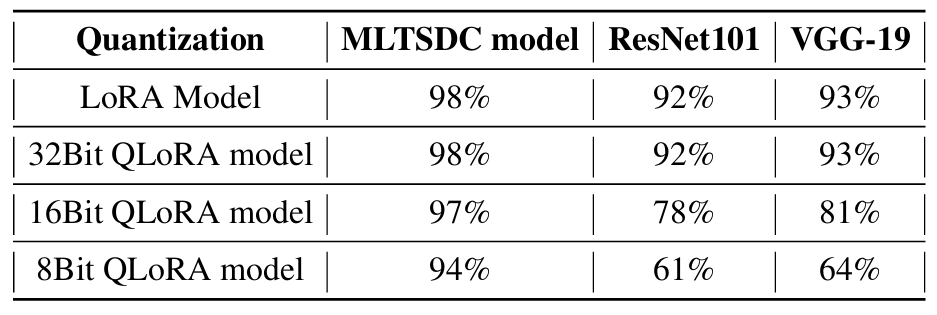 Quantization MLTSDC model ResNet101 VGG-19
LoRA Model 98% 92% 93%
32Bit QLoRA model 98% 92% 93%
16Bit QLoRA model 97% 78% 81%
8Bit QLoRA model 94% 61% 64%